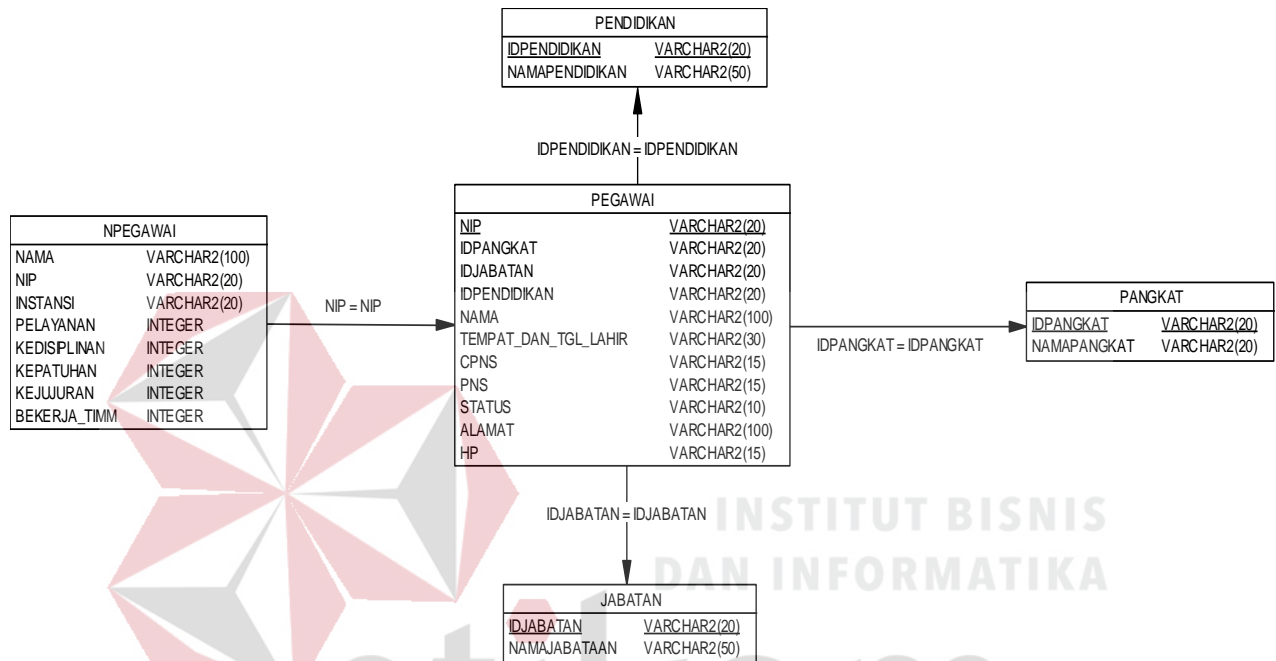 PENDIDIKAN
IDPENDIDIKAN VARCHAR2(20)
NAMAPENDIDIKAN VARCHAR2(50)
IDPENDIDIKAN = IDPENDIDIKAN
NPEGAWAI
NAMA VARCHAR2(100)
NIP VARCHAR2(20)
INSTANSI VARCHAR2(20)
PELAYANAN INTEGER
KEDISIPLINAN INTEGER
KEPATUHAN INTEGER
KEJUJURAN INTEGER
BEKERJA_TIMM INTEGER
NIP = NIP
PEGAWAI
NIP VARCHAR2(20)
IDPANGKAT VARCHAR2(20)
IDJABATAN VARCHAR2(20)
IDPENDIDIKAN VARCHAR2(20)
NAMA VARCHAR2(100)
TEMPAT_DAN_TGL_LAHIR VARCHAR2(30)
CPNS VARCHAR2(15)
PNS VARCHAR2(15)
STATUS VARCHAR2(10)
ALAMAT VARCHAR2(100)
HP VARCHAR2(15)
IDPANGKAT = IDPANGKAT
PANGKAT
IDPANGKAT VARCHAR2(20)
NAMAPANGKAT VARCHAR2(20)
IDJABATAN = IDJABATAN
INSTITUT BISNIS
DAN INFORMATIKA
JABATAN
IDJABATAN VARCHAR2(20)
NAMAJABATAAN VARCHAR2(50)